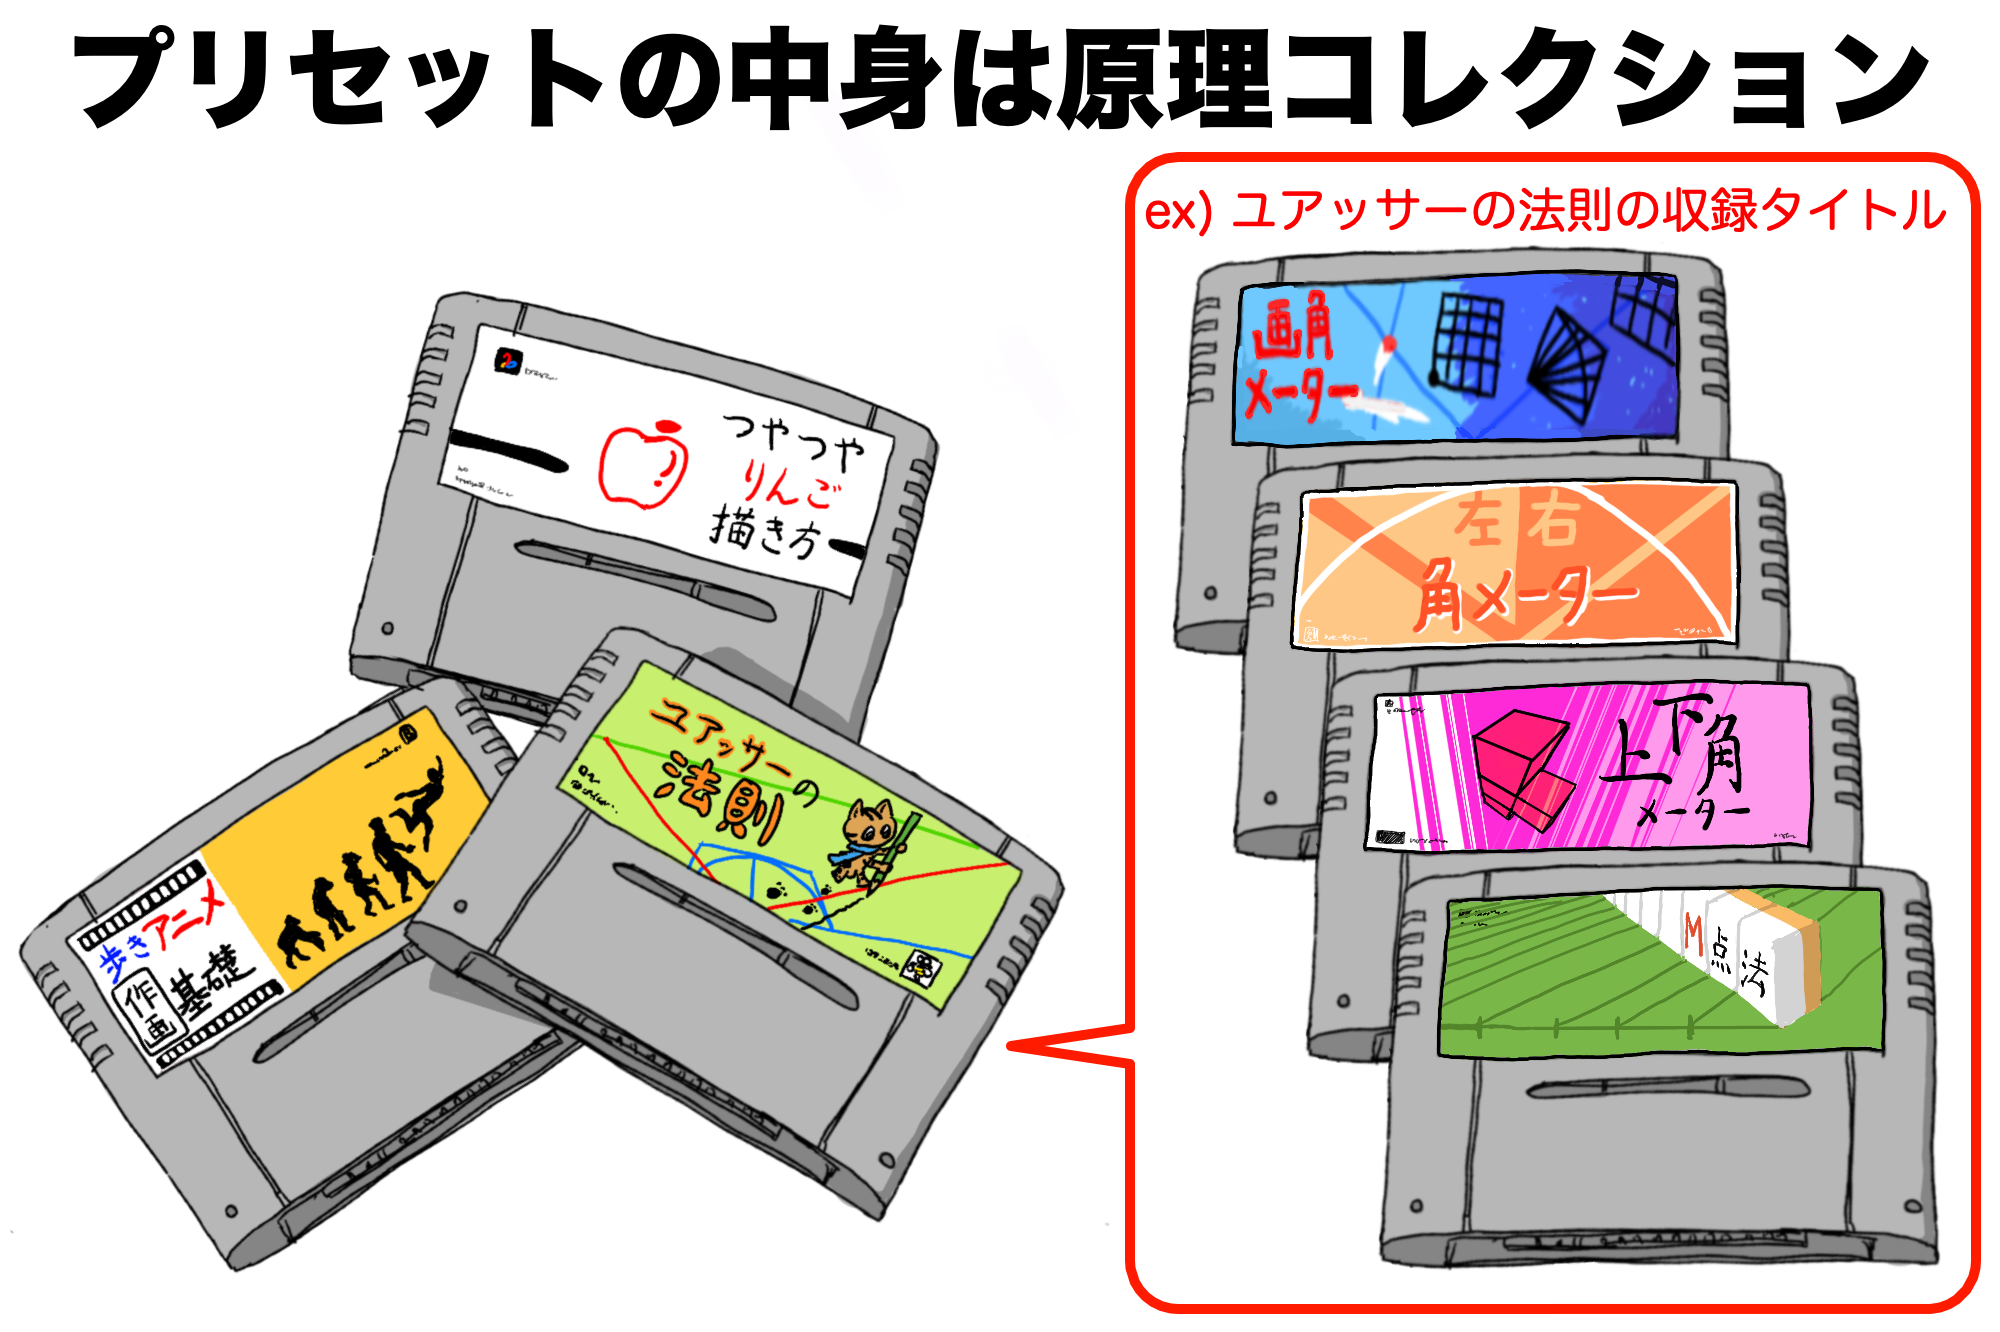 プリセットの中身は原理コレクション
ex) ユアッサーの法則の収録タイトル
つやつや
りんご
描き方
ユアッサーの
法則
歩きアニメ
作画
基礎
画角
メーター
左右
角メーター
上下角
メーター
M点法